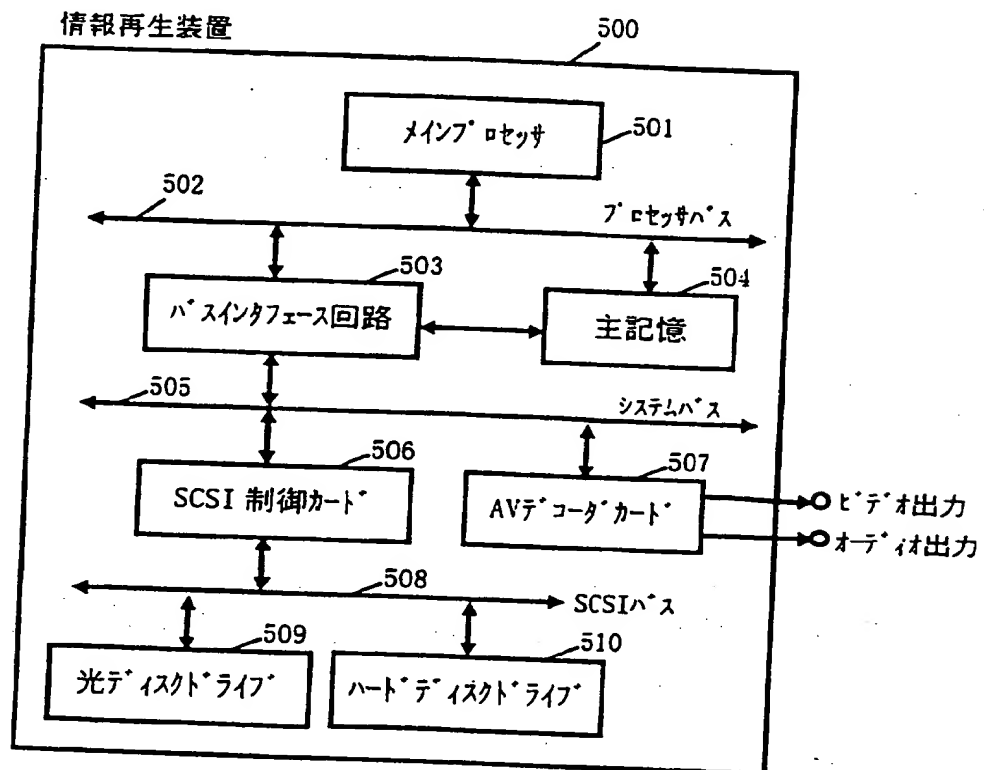 情報再生装置
500
メインプロセッサ
501
502
プロセッサバス
503
504
バスインタフェース回路
主記憶
505
システムバス
506
507
SCSI 制御カード
AVデコーダカード
ビデオ出力
オーディオ出力
508
SCSIバス
509
510
光ディスクドライブ
ハードディスクドライブ